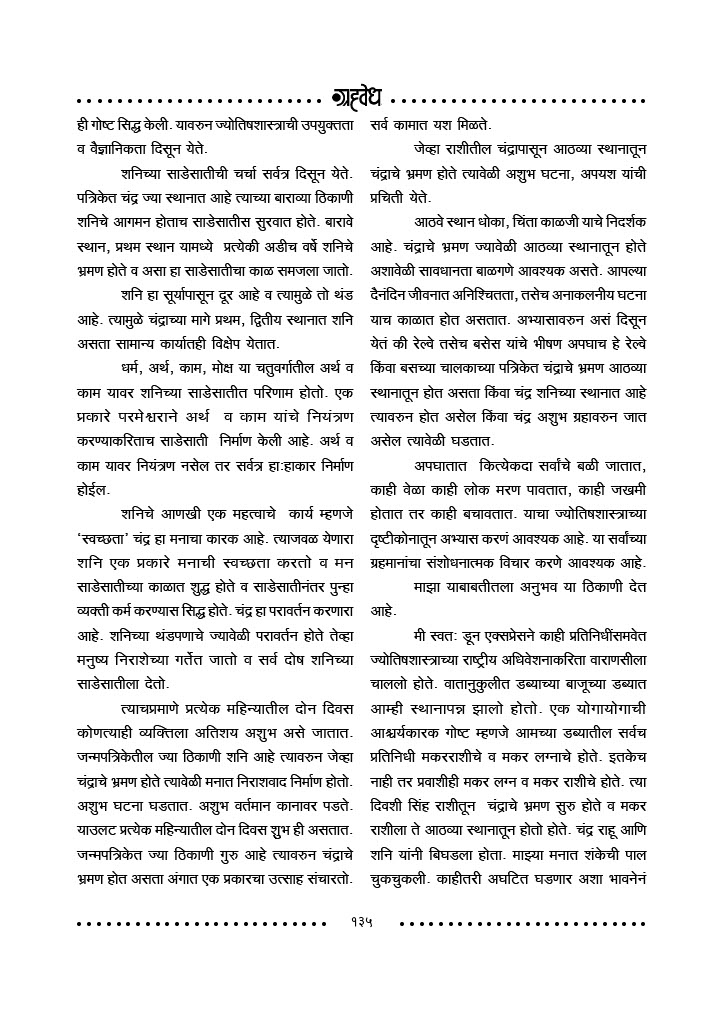 ग्रहवेध
ही गोष्ट सिद्ध केली. यावरुन ज्योतिषशास्त्राची उपयुक्तता
व वैज्ञानिकता दिसून येते.
शनिच्या साडेसातीची चर्चा सर्वत्र दिसून येते.
पत्रिकेत चंद्र ज्या स्थानात आहे त्याच्या बाराव्या ठिकाणी
शनिचे आगमन होताच साडेसातीस सुरवात होते. बारावे
स्थान, प्रथम स्थान यामध्ये प्रत्येकी अडीच वर्षे शनिचे
भ्रमण होते व असा हा साडेसातीचा काळ समजला जातो.
शनि हा सूर्यापासून दूर आहे व त्यामुळे तो थंड
आहे. त्यामुळे चंद्राच्या मागे प्रथम, द्वितीय स्थानात शनि
असता सामान्य कार्यातही विक्षेप येतात.
धर्म, अर्थ, काम, मोक्ष या चतुवर्गातील अर्थ व
काम यावर शनिच्या साडेसातीत परिणाम होतो. एक
प्रकारे परमेश्वराने अर्थ व काम यांचे नियंत्रण
करण्याकरिताच साडेसाती निर्माण केली आहे. अर्थ व
काम यावर नियंत्रण नसेल तर सर्वत्र हा:हाकार निर्माण
होईल.
शनिचे आणखी एक महत्वाचे कार्य म्हणजे
‘स्वच्छता’ चंद्र हा मनाचा कारक आहे. त्याजवळ येणारा
शनि एक प्रकारे मनाची स्वच्छता करतो व मन
साडेसातीच्या काळात शुद्ध होते व साडेसातीनंतर पुन्हा
व्यक्ती कर्म करण्यास सिद्ध होते. चंद्र हा परावर्तन करणारा
आहे. शनिच्या थंडपणाचे ज्यावेळी परावर्तन होते तेव्हा
मनुष्य निराशेच्या गर्तेत जातो व सर्व दोष शनिच्या
साडेसातीला देतो.
त्याचप्रमाणे प्रत्येक महिन्यातील दोन दिवस
कोणत्याही व्यक्तिला अतिशय अशुभ असे जातात.
जन्मपत्रिकेतील ज्या ठिकाणी शनि आहे त्यावरुन जेव्हा
चंद्राचे भ्रमण होते त्यावेळी मनात निराशवाद निर्माण होतो.
अशुभ घटना घडतात. अशुभ वर्तमान कानावर पडते.
याउलट प्रत्येक महिन्यातील दोन दिवस शुभ ही असतात.
जन्मपत्रिकेत ज्या ठिकाणी गुरु आहे त्यावरुन चंद्राचे
भ्रमण होत असता अंगात एक प्रकारचा उत्साह संचारतो.
सर्व कामात यश मिळते.
जेव्हा राशीतील चंद्रापासून आठव्या स्थानातून
चंद्राचे भ्रमण होते त्यावेळी अशुभ घटना, अपयश यांची
प्रचिती येते.
आठवे स्थान धोका, चिंता काळजी याचे निदर्शक
आहे. चंद्राचे भ्रमण ज्यावेळी आठव्या स्थानातून होते
अशावेळी सावधानता बाळगणे आवश्यक असते. आपल्या
दैनंदिन जीवनात अनिश्चितता, तसेच अनाकलनीय घटना
याच काळात होत असतात. अभ्यासावरुन असं दिसून
येतं की रेल्वे तसेच बसेस यांचे भीषण अपघाच हे रेल्वे
किंवा बसच्या चालकाच्या पत्रिकेत चंद्राचे भ्रमण आठव्या
स्थानातून होत असता किंवा चंद्र शनिच्या स्थानात आहे
त्यावरुन होत असेल किंवा चंद्र अशुभ ग्रहावरुन जात
असेल त्यावेळी घडतात.
अपघातात कित्येकदा सर्वांचे बळी जातात,
काही वेळा काही लोक मरण पावतात, काही जखमी
होतात तर काही बचावतात. याचा ज्योतिषशास्त्राच्या
दृष्टीकोनातून अभ्यास करणं आवश्यक आहे. या सर्वांच्या
ग्रहमानांचा संशोधनात्मक विचार करणे आवश्यक आहे.
माझा याबाबतीतला अनुभव या ठिकाणी देत
आहे.
मी स्वत: डून एक्सप्रेसने काही प्रतिनिधींसमवेत
ज्योतिषशास्त्राच्या राष्ट्रीय अधिवेशनाकरिता वाराणसीला
चाललो होते. वातानुकुलीत डब्याच्या बाजूच्या डब्यात
आम्ही स्थानापन्न झालो होतो. एक योगायोगाची
आश्चर्यकारक गोष्ट म्हणजे आमच्या डब्यातील सर्वच
प्रतिनिधी मकरराशीचे व मकर लग्नाचे होते. इतकेच
नाही तर प्रवाशीही मकर लग्न व मकर राशीचे होते. त्या
दिवशी सिंह राशीतून चंद्राचे भ्रमण सुरु होते व मकर
राशीला ते आठव्या स्थानातून होतो होते. चंद्र राहू आणि
शनि यांनी बिघडला होता. माझ्या मनात शंकेची पाल
चुकचुकली. काहीतरी अघटित घडणार अशा भावनेनं
१३५